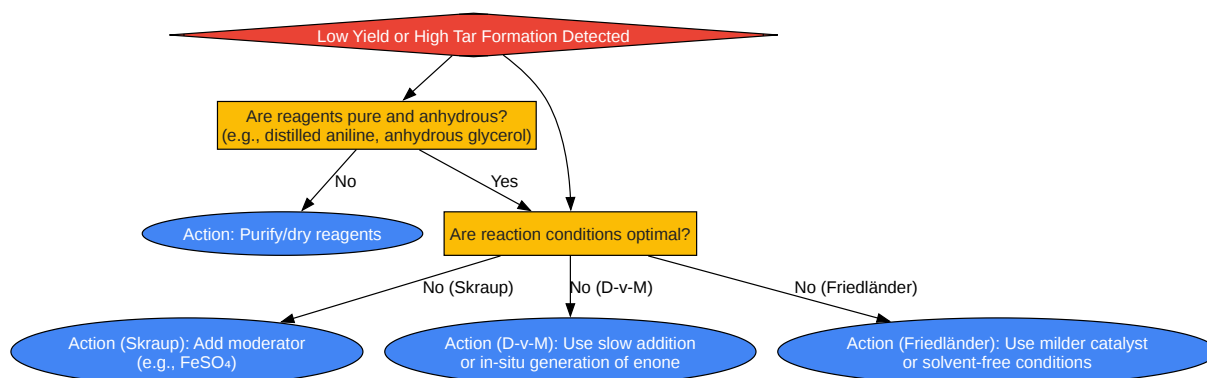 Low Yield or High Tar Formation Detected
Are reagents pure and anhydrous?
(e.g., distilled aniline, anhydrous glycerol)
No
Yes
Action: Purify/dry reagents
Are reaction conditions optimal?
No (Skraup)
No (D-v-M)
No (Friedländer)
Action (Skraup): Add moderator
(e.g., FeSO₄)
Action (D-v-M): Use slow addition
or in-situ generation of enone
Action (Friedländer): Use milder catalyst
or solvent-free conditions